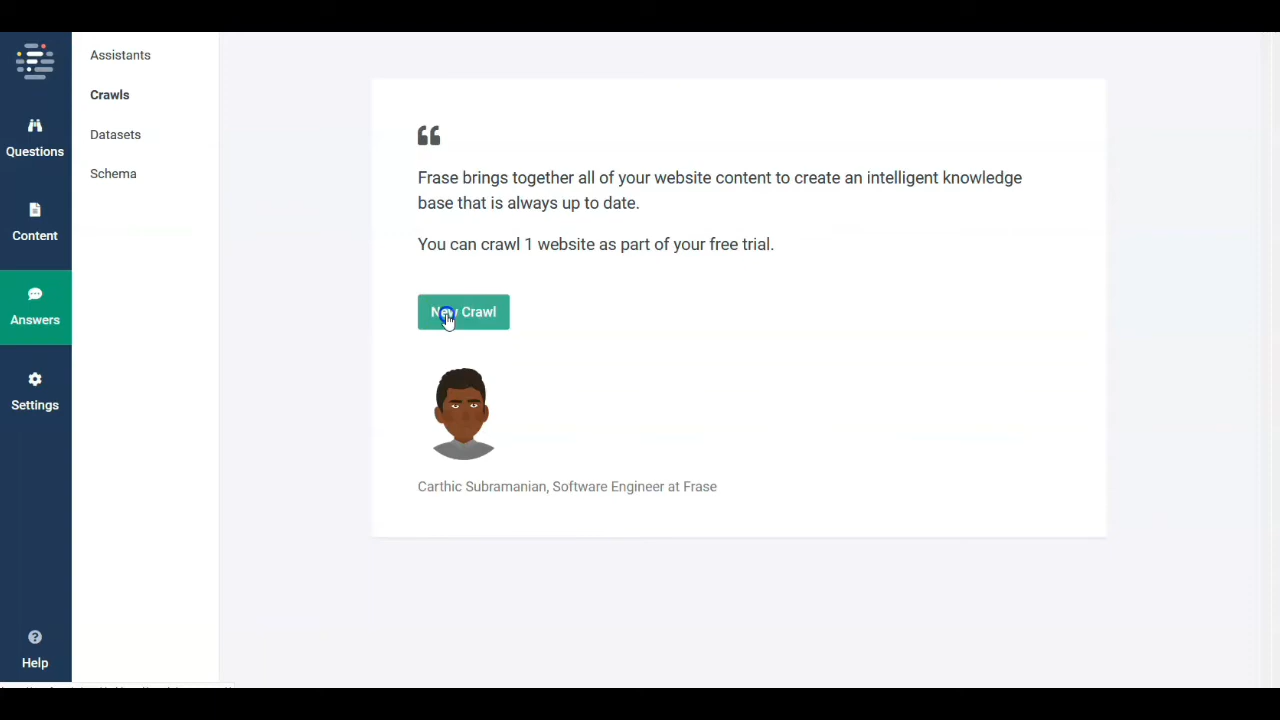 Assistants
Crawls
Datasets
Schema
Questions
Content
Answers
Settings
Help
“
Frase brings together all of your website content to create an intelligent knowledge
base that is always up to date.
You can crawl 1 website as part of your free trial.
New Crawl
Carthic Subramanian, Software Engineer at Frase